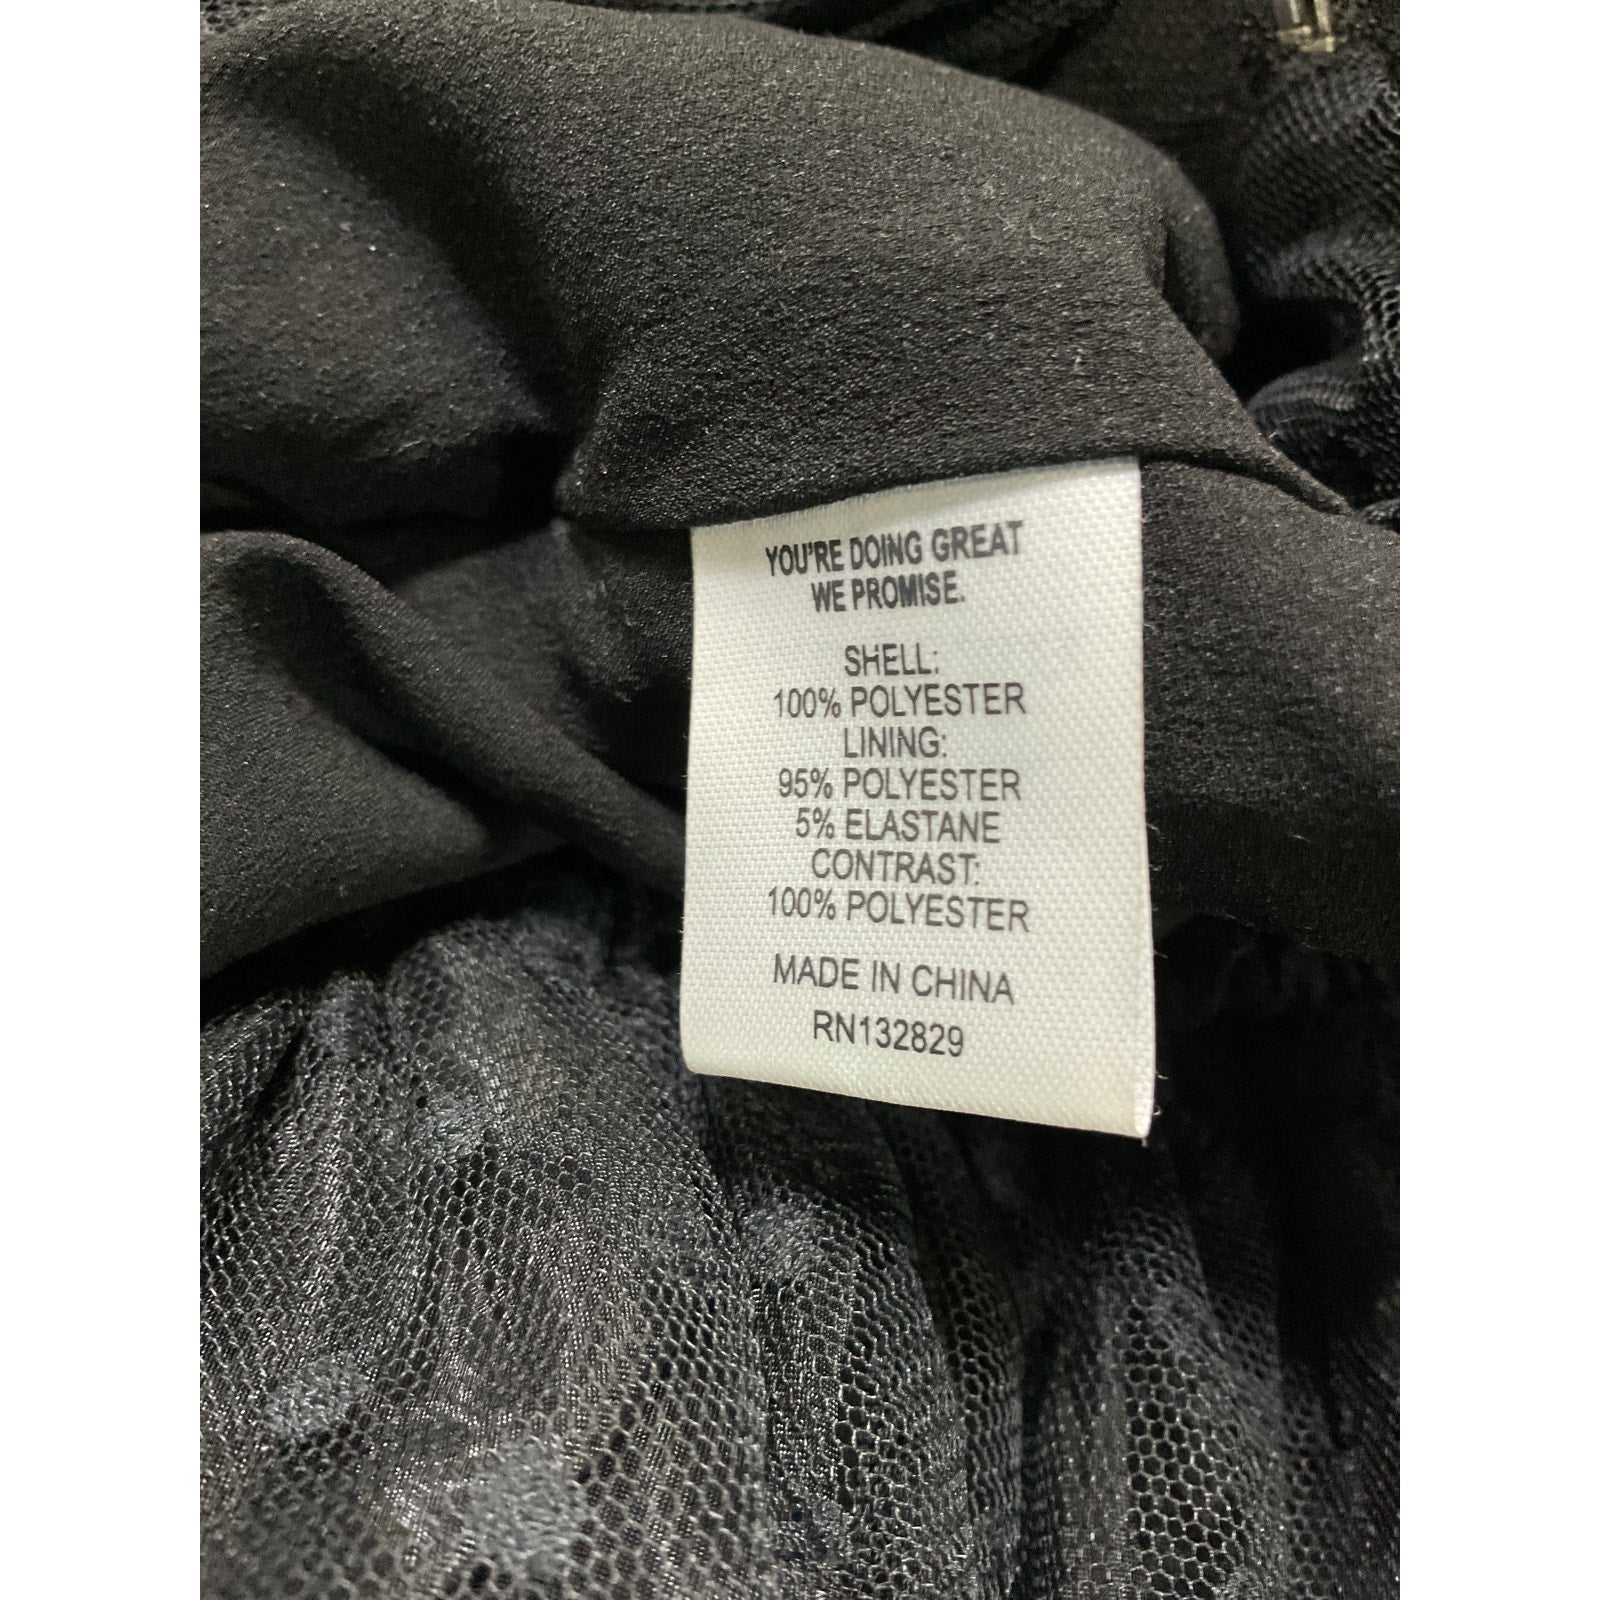 YOU'RE DOING GREAT
WE PROMISE.
SHELL:
100% POLYESTER
LINING:
95% POLYESTER
5% ELASTANE
CONTRAST:
100% POLYESTER
MADE IN CHINA
RN132829